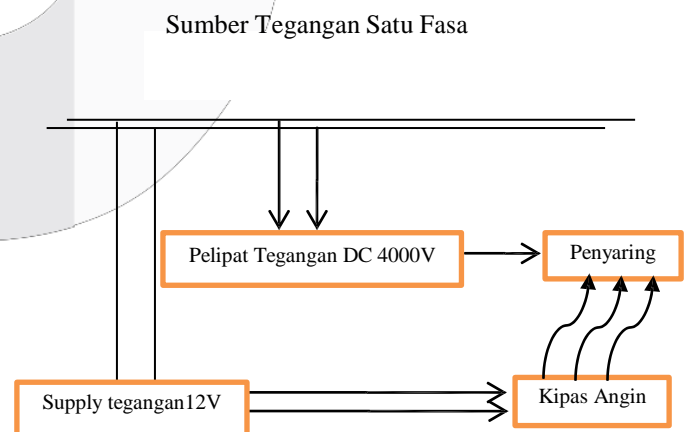 Sumber Tegangan Satu Fasa
Pelipat Tegangan DC 4000V
Penyaring
Supply tegangan12V
Kipas Angin